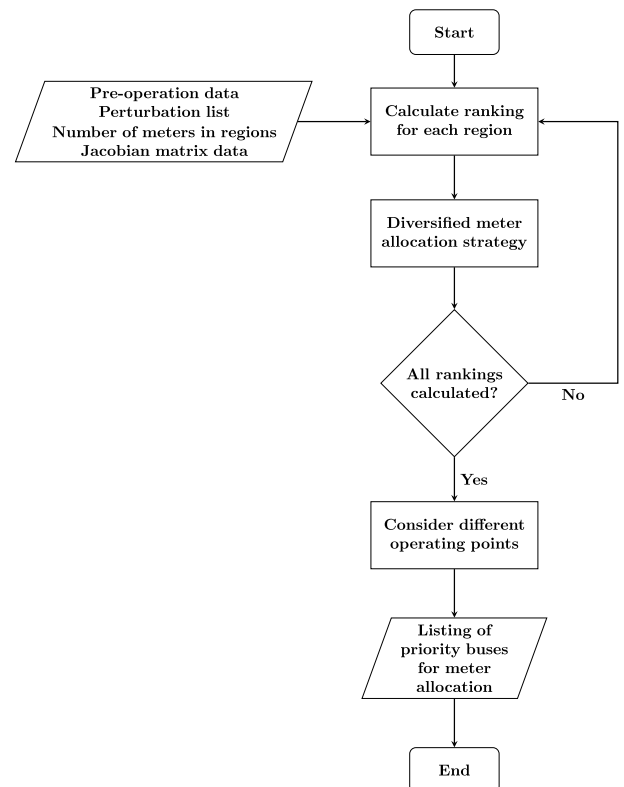 Start
Pre-operation data
Perturbation list
Number of meters in regions
Jacobian matrix data
Calculate ranking
for each region
Diversified meter
allocation strategy
All rankings
calculated?
No
Yes
Consider different
operating points
Listing of
priority buses
for meter
allocation
End